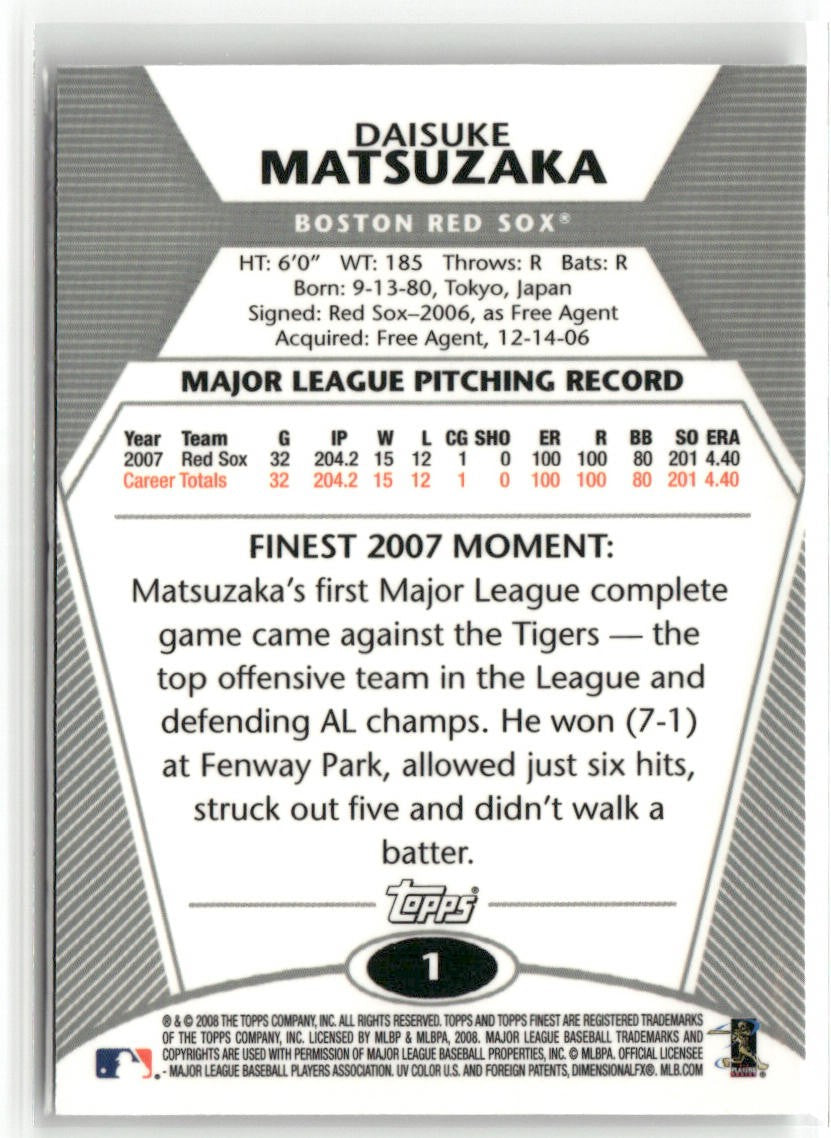 DAISUKE
MATSUZAKA
BOSTON RED SOX®
HT: 6'0" WT: 185 Throws: R Bats: R
Born: 9-13-80, Tokyo, Japan
Signed: Red Sox–2006, as Free Agent
Acquired: Free Agent, 12-14-06
MAJOR LEAGUE PITCHING RECORD
Year Team G IP W L CG SHO ER R BB SO ERA
2007 Red Sox 32 204.2 15 12 1 0 100 100 80 201 4.40
Career Totals 32 204.2 15 12 1 0 100 100 80 201 4.40
FINEST 2007 MOMENT:
Matsuzaka's first Major League complete
game came against the Tigers — the
top offensive team in the League and
defending AL champs. He won (7-1)
at Fenway Park, allowed just six hits,
struck out five and didn't walk a
batter.
Topps®
1
® & © 2008 THE TOPPS COMPANY, INC. ALL RIGHTS RESERVED. TOPPS AND TOPPS FINEST ARE REGISTERED TRADEMARKS
OF THE TOPPS COMPANY, INC. LICENSED BY MLBP & MLBPA, 2008. MAJOR LEAGUE BASEBALL TRADEMARKS AND
COPYRIGHTS ARE USED WITH PERMISSION OF MAJOR LEAGUE BASEBALL PROPERTIES, INC. © MLBPA. OFFICIAL LICENSEE
- MAJOR LEAGUE BASEBALL PLAYERS ASSOCIATION. UV COLOR U.S. AND FOREIGN PATENTS, DIMENSIONALFX®. MLB.COM
PLAYERS